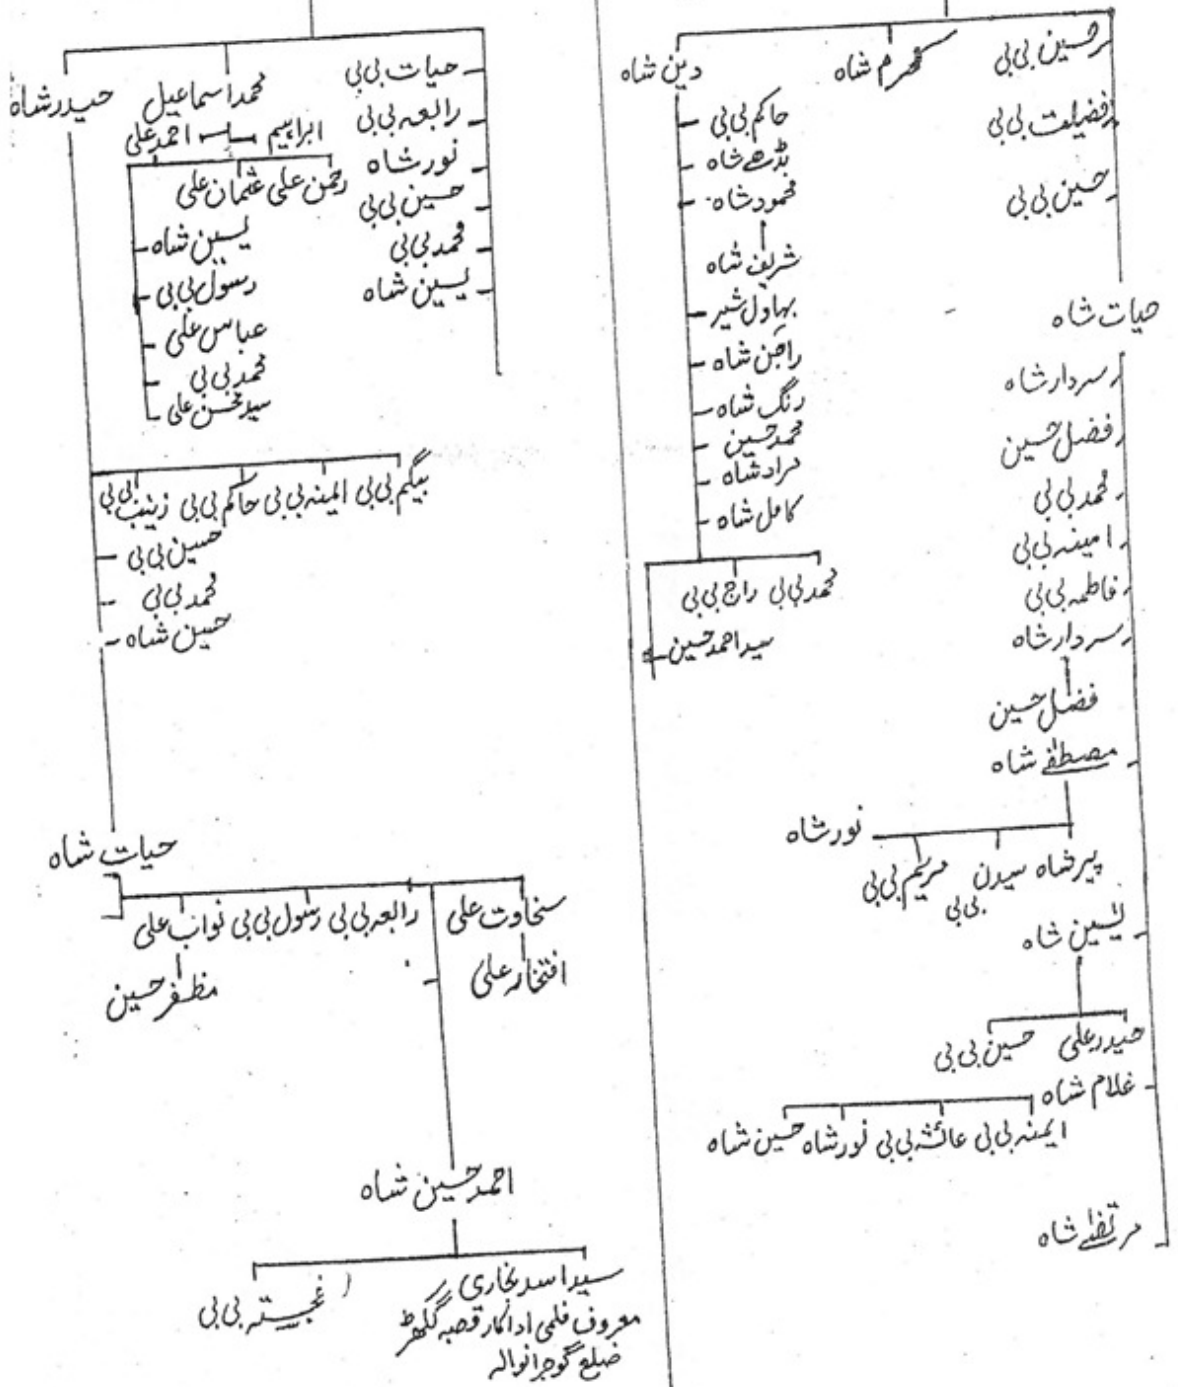 حسین بی بی
محرم شاہ
دین شاہ
فضیلت بی بی
حسین بی بی
حاکم بی بی
بڈھے شاہ
محمود شاہ
شریف شاہ
بہاول شیر
راجن شاہ
رنگ شاہ
محمد حسین
مراد شاہ
کامل شاہ
محمد بی بی راج بی بی
سید احمد حسین
حیات شاہ
سردار شاہ
فضل حسین
محمد بی بی
امینہ بی بی
فاطمہ بی بی
سردار شاہ
فضل حسین
مصطفےٰ شاہ
نور شاہ
پیر شاہ سیدن بی بی مریم بی بی
یٰسین شاہ
حیدر علی حسین بی بی
غلام شاہ
ایمنہ بی بی عائشہ بی بی نور شاہ حسین شاہ
مرتضےٰ شاہ
حیات بی بی
رابعہ بی بی
نور شاہ
حسین بی بی
محمد بی بی
یٰسین شاہ
محمد اسماعیل
حیدر شاہ
ابراہیم احمد علی
رحمن علی عثمان علی
یٰسین شاہ
رسول بی بی
عباس علی
محمد بی بی
سید محسن علی
بیگم بی بی ایمنہ بی بی حاکم بی بی زینب بی بی
حسین بی بی
محمد بی بی
حسین شاہ
حیات شاہ
سخاوت علی رابعہ بی بی رسول بی بی نواب علی
افتخار علی
مظفر حسین
احمد حسین شاہ
سید اسد بخاری
معروف فلمی اداکار قصبہ گکھڑ
ضلع گوجرانوالہ
خجستہ بی بی